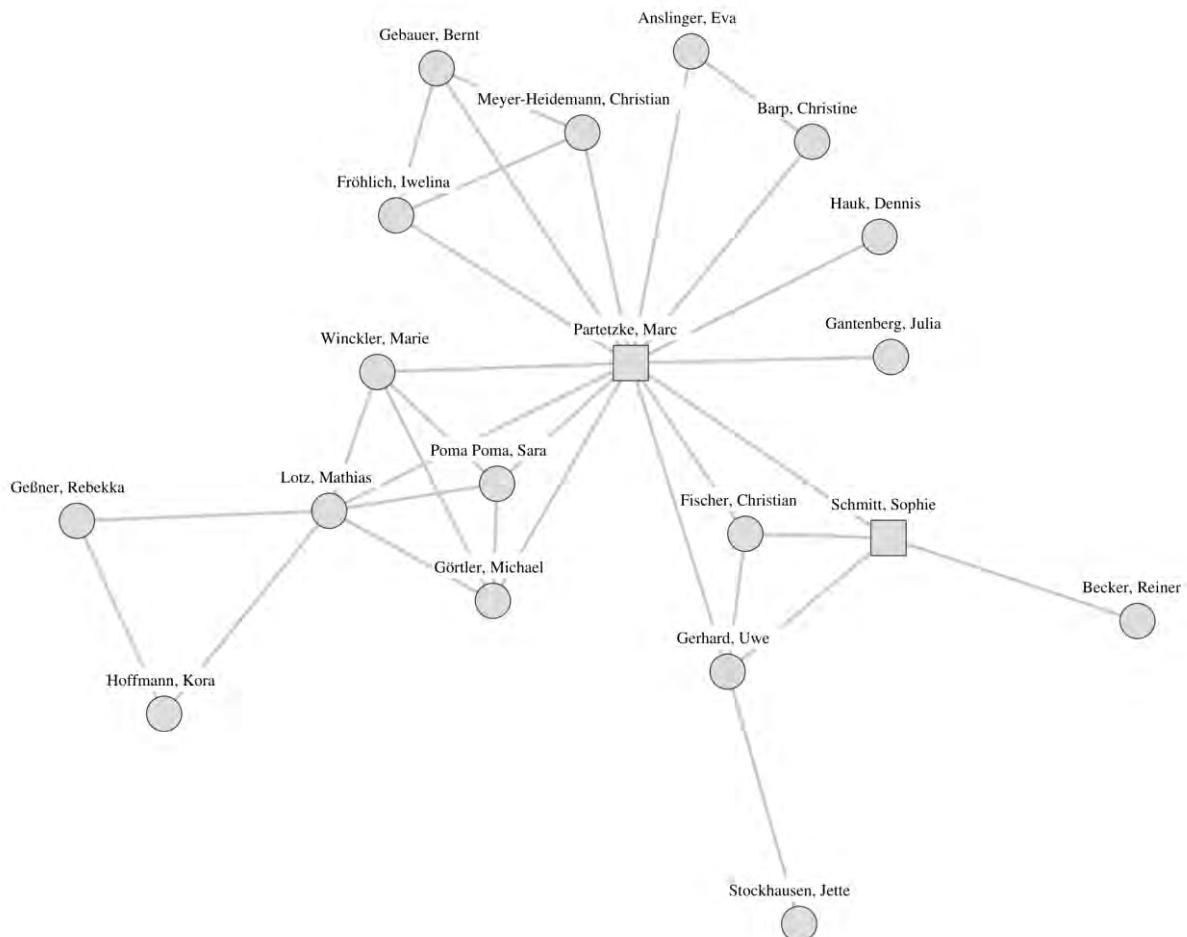 Anslinger, Eva
Gebauer, Bernt
Meyer-Heidemann, Christian
Barp, Christine
Fröhlich, Iwelina
Hauk, Dennis
Partetzke, Marc
Gantenberg, Julia
Winckler, Marie
Poma Poma, Sara
Lotz, Mathias
Geßner, Rebekka
Fischer, Christian
Schmitt, Sophie
Görtler, Michael
Becker, Reiner
Gerhard, Uwe
Hoffmann, Kora
Stockhausen, Jette